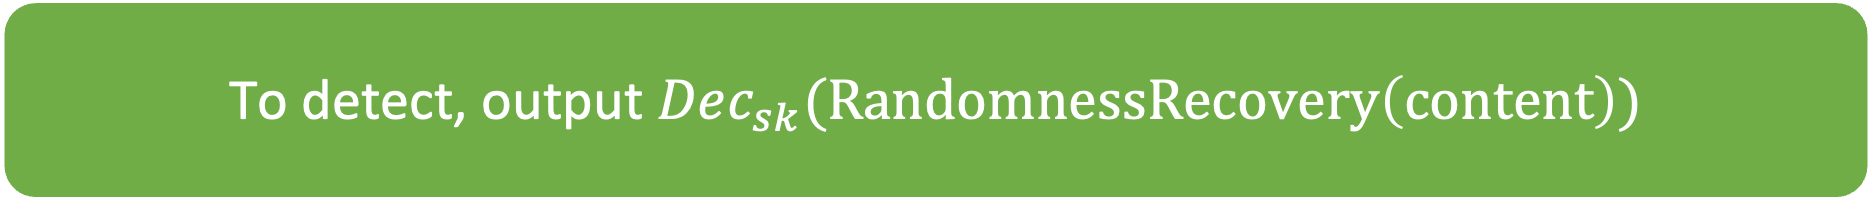 To detect, output Dec_sk(RandomnessRecovery(content))